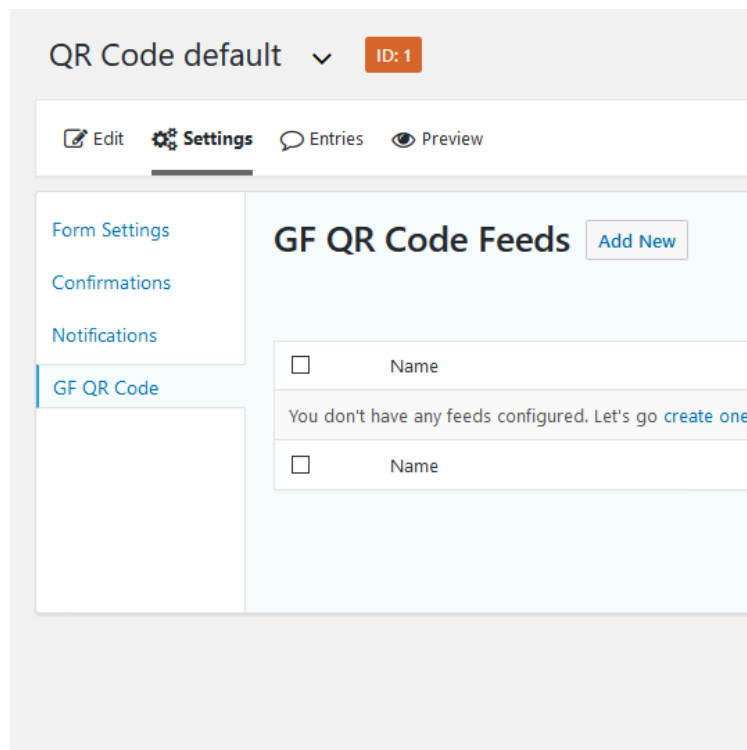 QR Code default ID: 1
Edit Settings Entries Preview
Form Settings
Confirmations
Notifications
GF QR Code
GF QR Code Feeds Add New
Name
You don't have any feeds configured. Let's go create one
Name